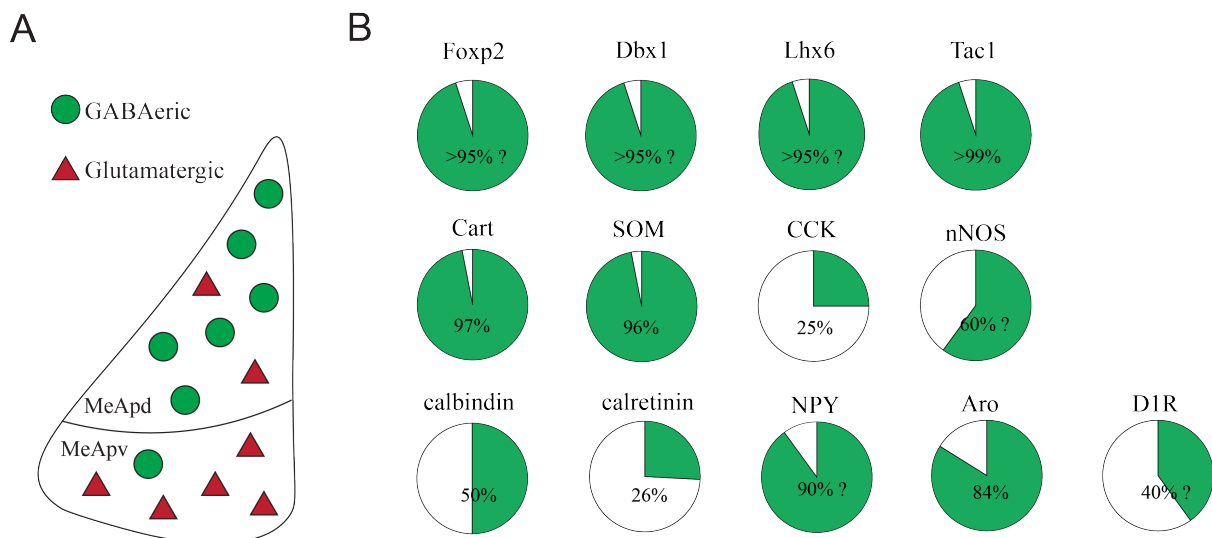 A
GABAeric
Glutamatergic
MeApd
MeApv
B
Foxp2 Dbx1 Lhx6 Tac1
>95% ? >95% ? >95% ? >99%
Cart SOM CCK nNOS
97% 96% 25% 60% ?
calbindin calretinin NPY Aro D1R
50% 26% 90% ? 84% 40% ?